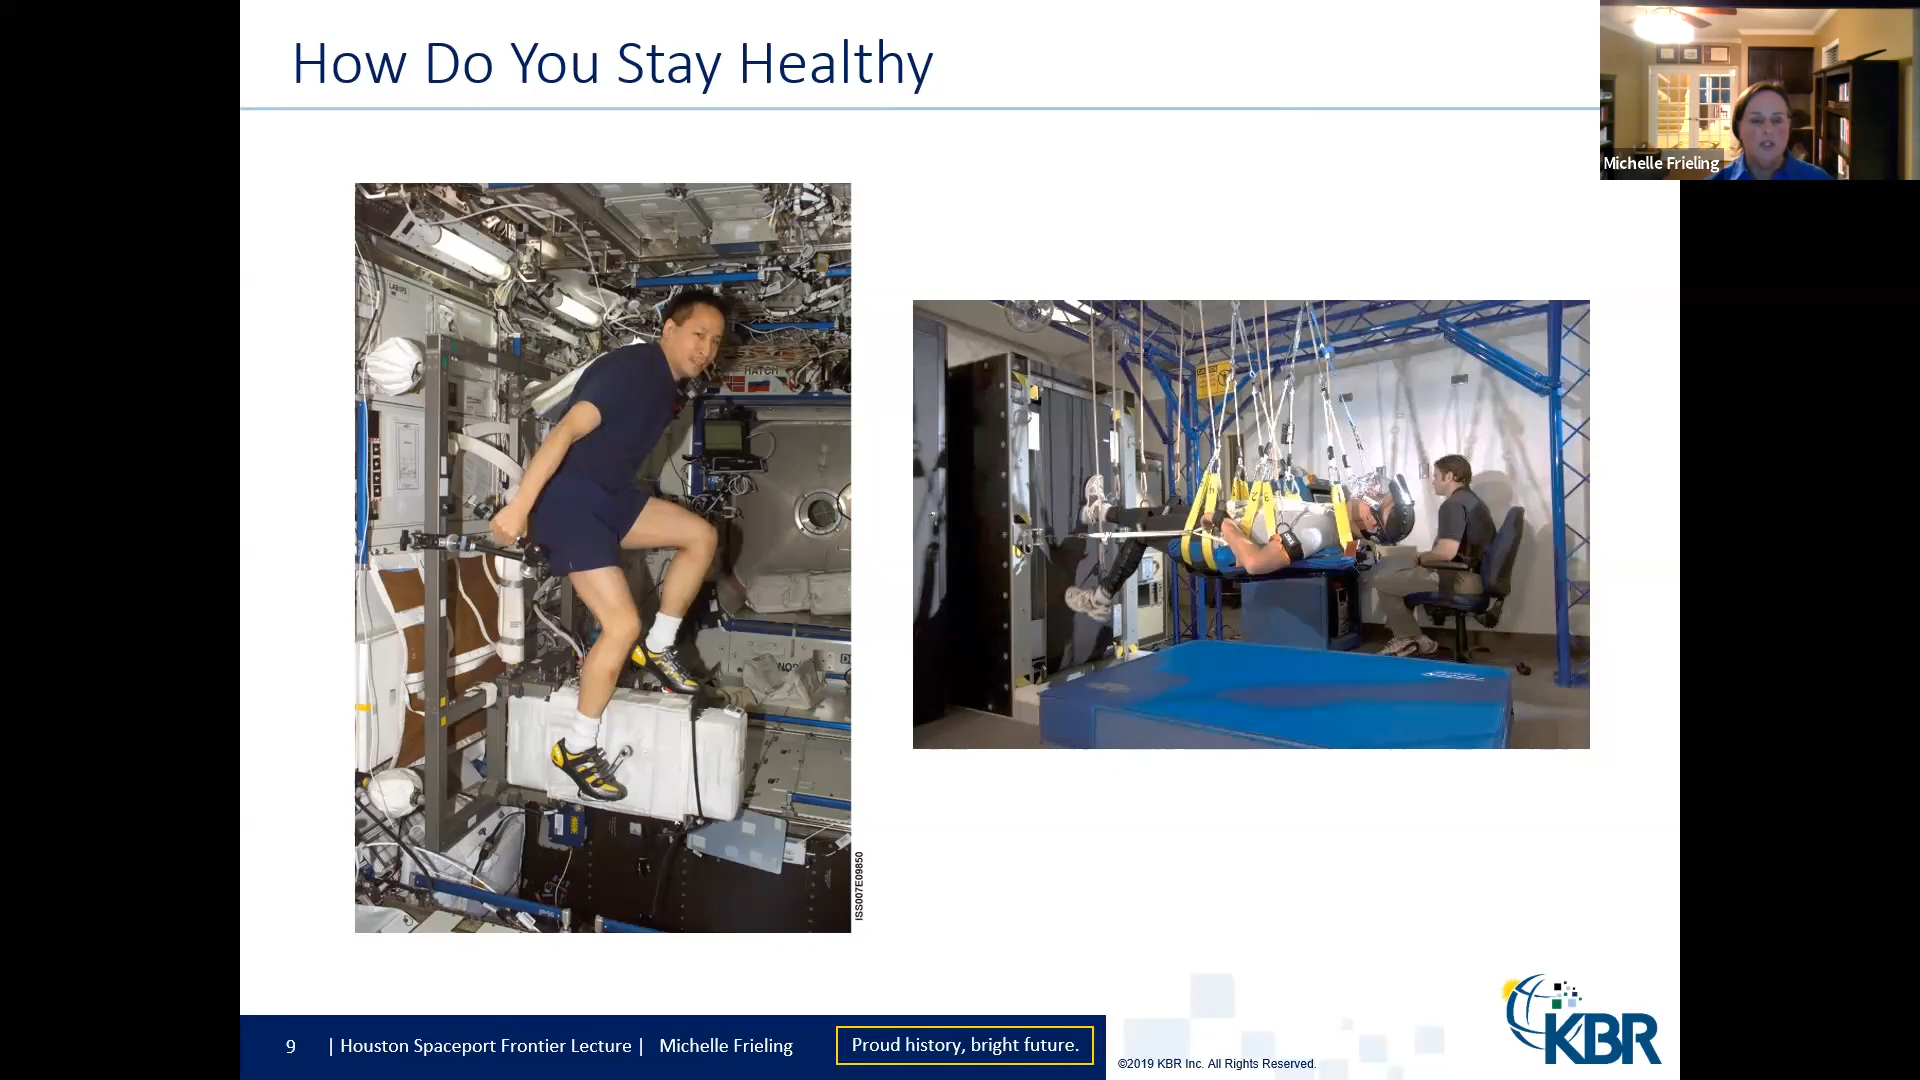 How Do You Stay Healthy
Michelle Frieling
HATCH
ISS007E09850
9 | Houston Spaceport Frontier Lecture | Michelle Frieling
Proud history, bright future.
©2019 KBR Inc. All Rights Reserved.
KBR